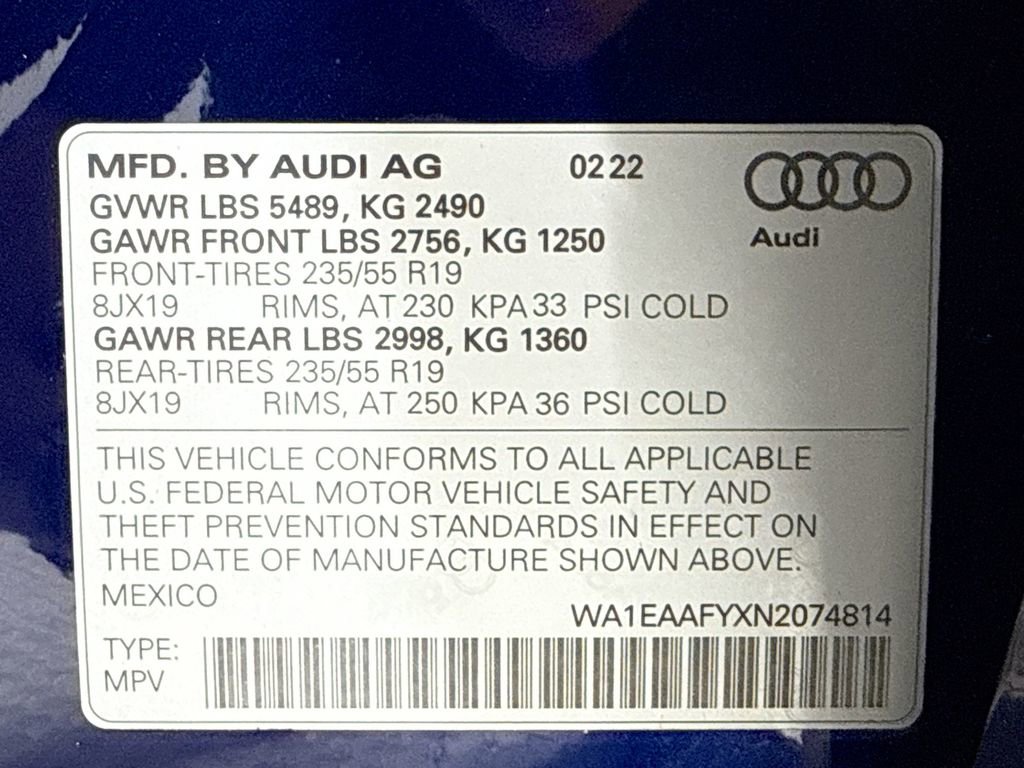 MFD. BY AUDI AG 02 22
GVWR LBS 5489, KG 2490
GAWR FRONT LBS 2756, KG 1250
Audi
FRONT-TIRES 235/55 R19
8JX19 RIMS, AT 230 KPA 33 PSI COLD
GAWR REAR LBS 2998, KG 1360
REAR-TIRES 235/55 R19
8JX19 RIMS, AT 250 KPA 36 PSI COLD
THIS VEHICLE CONFORMS TO ALL APPLICABLE
U.S. FEDERAL MOTOR VEHICLE SAFETY AND
THEFT PREVENTION STANDARDS IN EFFECT ON
THE DATE OF MANUFACTURE SHOWN ABOVE.
MEXICO
WA1EAAFYXN2074814
TYPE:
MPV